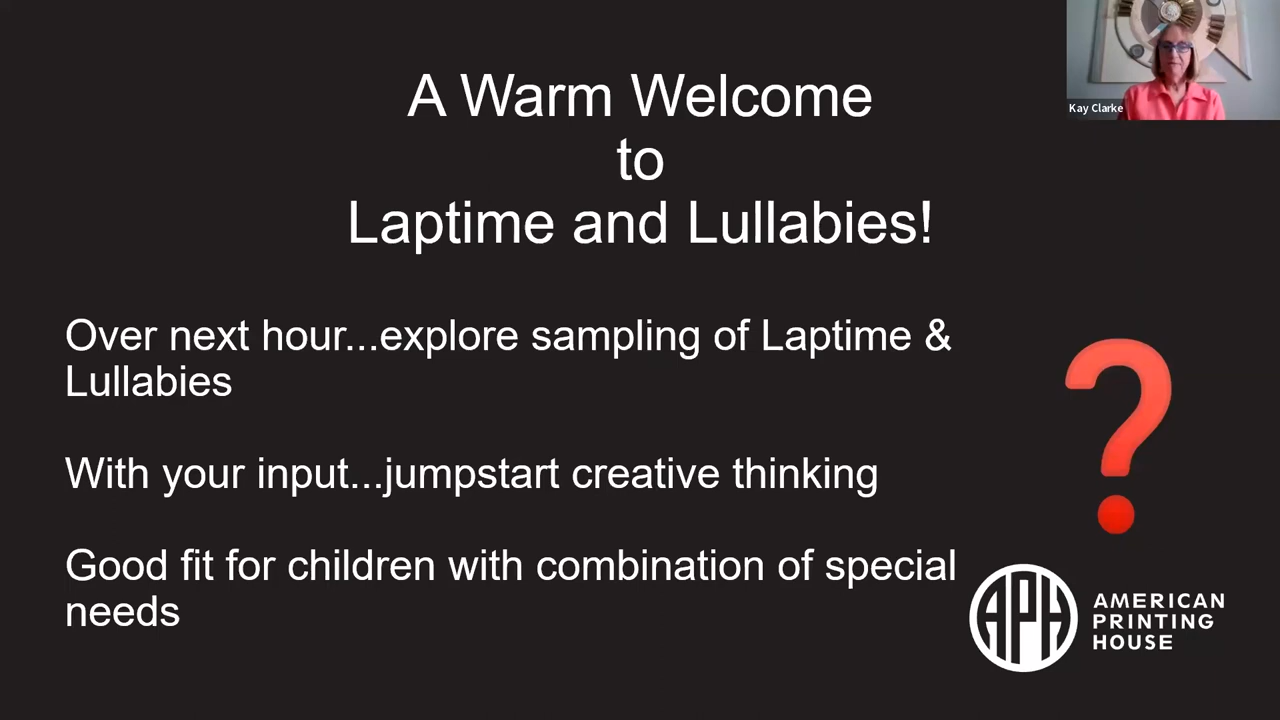 A Warm Welcome
to
Laptime and Lullabies!
Kay Clarke
Over next hour...explore sampling of Laptime &
Lullabies
With your input...jumpstart creative thinking
Good fit for children with combination of special
needs
?
APH
AMERICAN
PRINTING
HOUSE